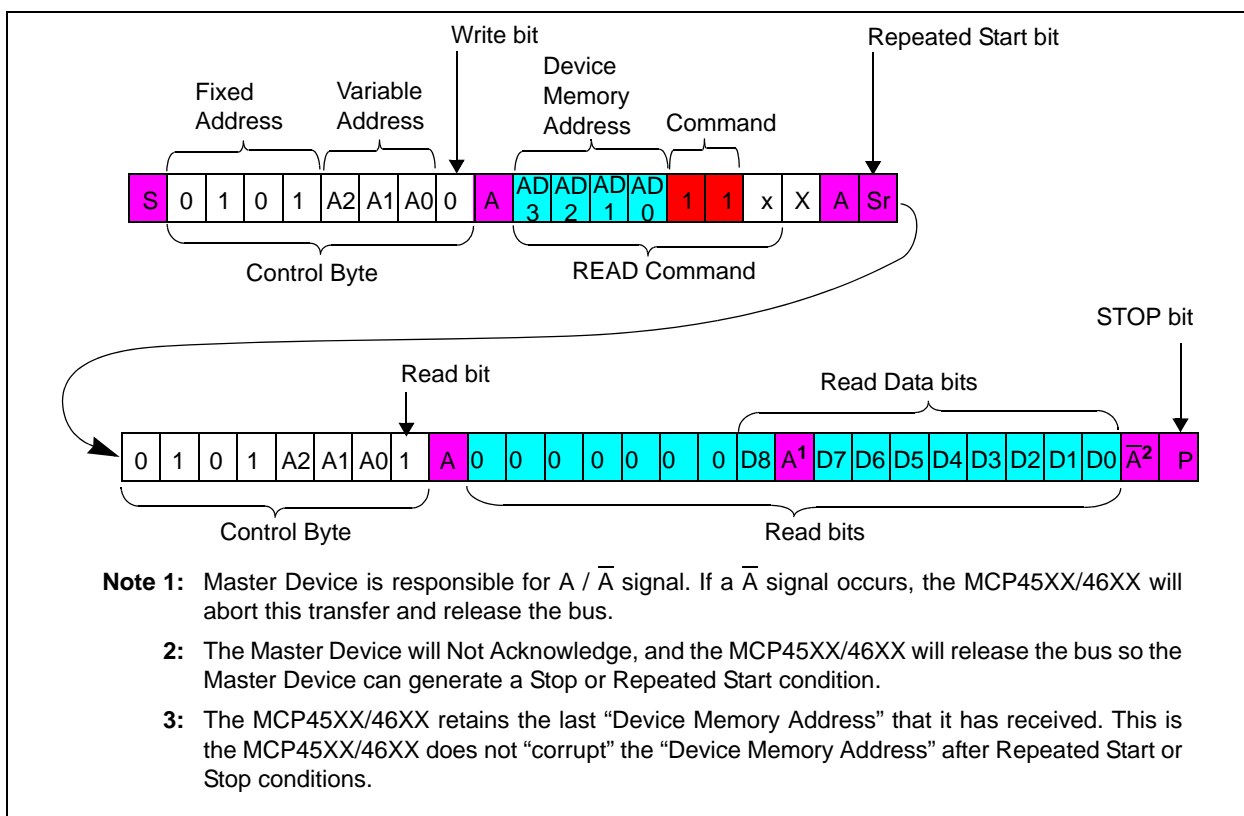 Write bit
Repeated Start bit
Device
Memory
Address
Fixed
Address
Variable
Address
Command
S 0 1 0 1 A2 A1 A0 0 A AD3 AD2 AD1 AD0 1 1 x X A Sr
Control Byte
READ Command
STOP bit
Read bit
Read Data bits
0 1 0 1 A2 A1 A0 1 A 0 0 0 0 0 0 0 D8 A¹ D7 D6 D5 D4 D3 D2 D1 D0 A̅² P
Control Byte
Read bits
Note 1: Master Device is responsible for A / A̅ signal. If a A̅ signal occurs, the MCP45XX/46XX will
abort this transfer and release the bus.
2: The Master Device will Not Acknowledge, and the MCP45XX/46XX will release the bus so the
Master Device can generate a Stop or Repeated Start condition.
3: The MCP45XX/46XX retains the last “Device Memory Address” that it has received. This is
the MCP45XX/46XX does not “corrupt” the “Device Memory Address” after Repeated Start or
Stop conditions.